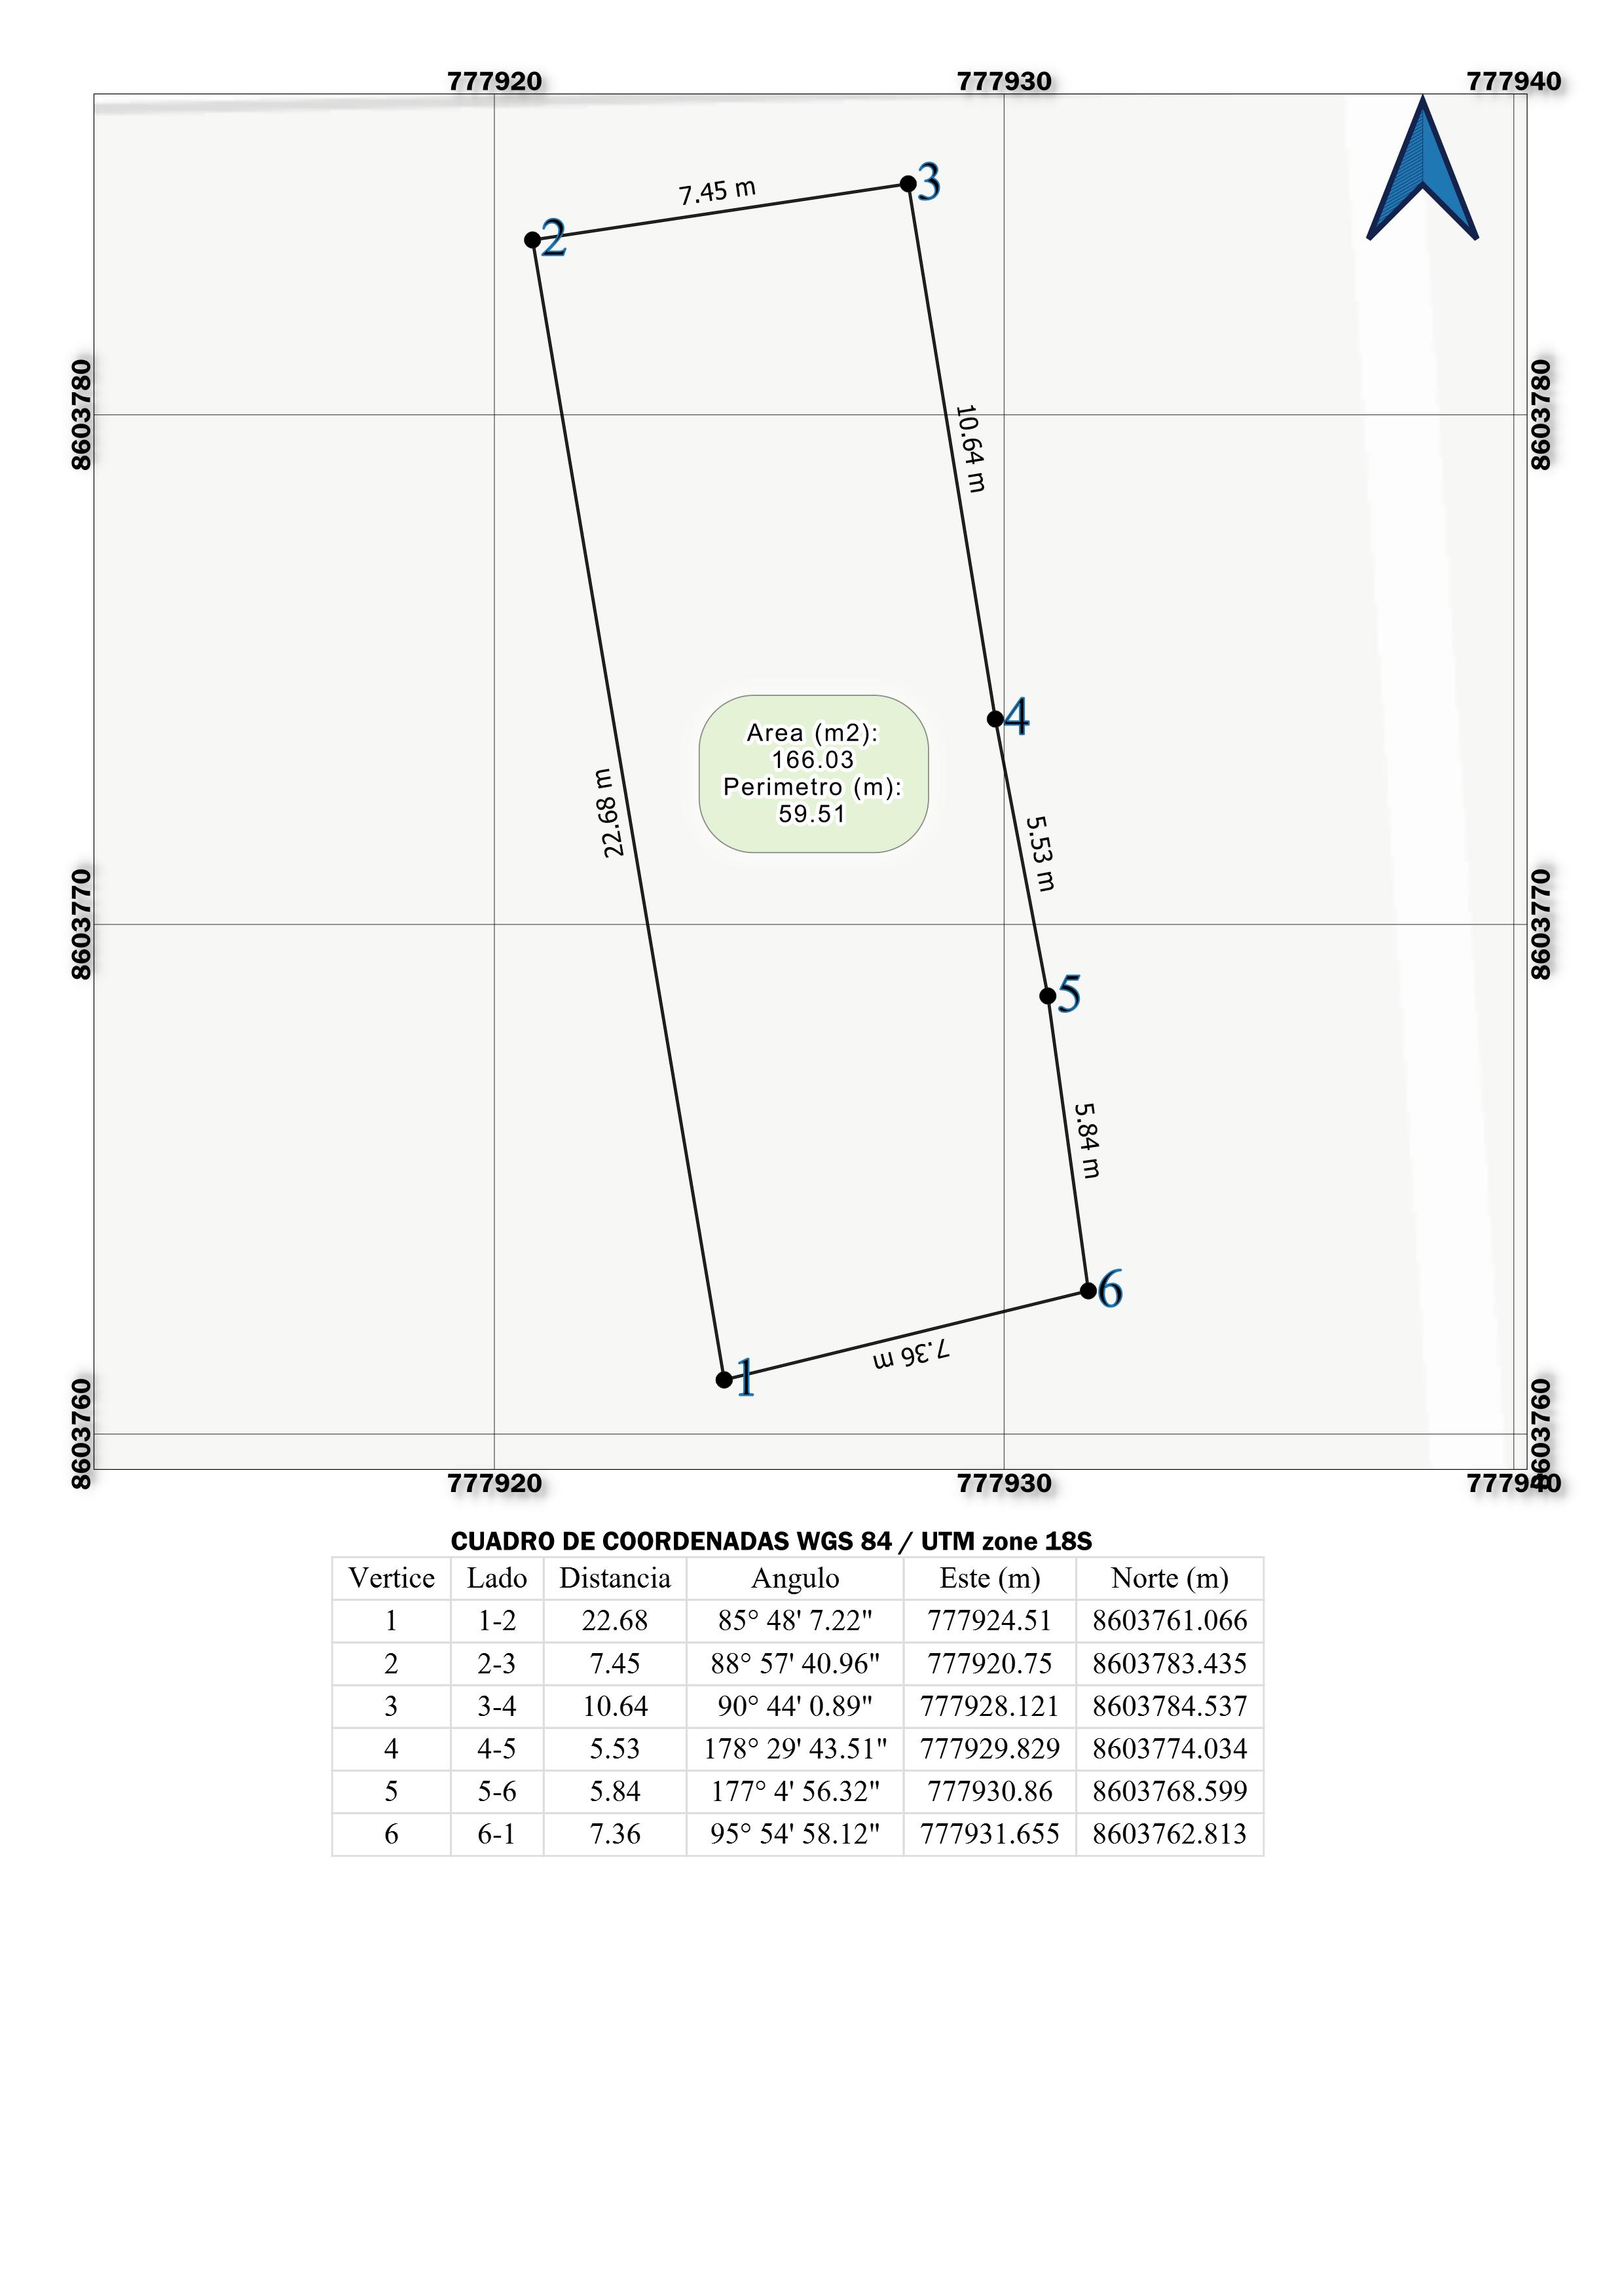 777920 777930 777940
3
7.45 m
2
8603780 8603780
10.64 m
4
Area (m2):
166.03
Perimetro (m):
59.51
22.68 m
5.53 m
8603770 8603770
5
5.84 m
6
7.36 m
1
8603760 8603760
777920 777930 777940
CUADRO DE COORDENADAS WGS 84 / UTM zone 18S
Vertice Lado Distancia Angulo Este (m) Norte (m)
1 1-2 22.68 85° 48' 7.22" 777924.51 8603761.066
2 2-3 7.45 88° 57' 40.96" 777920.75 8603783.435
3 3-4 10.64 90° 44' 0.89" 777928.121 8603784.537
4 4-5 5.53 178° 29' 43.51" 777929.829 8603774.034
5 5-6 5.84 177° 4' 56.32" 777930.86 8603768.599
6 6-1 7.36 95° 54' 58.12" 777931.655 8603762.813